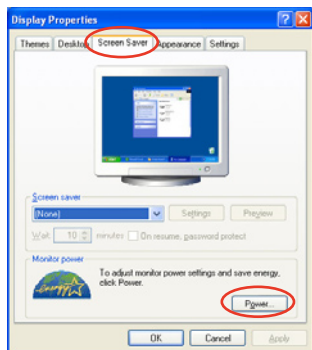 Display Properties
Themes Desktop Screen Saver Appearance Settings
Screen saver
(None) Settings Preview
Wait: 10 minutes On resume, password protect
Monitor power
To adjust monitor power settings and save energy,
click Power.
energy
Power...
OK Cancel Apply